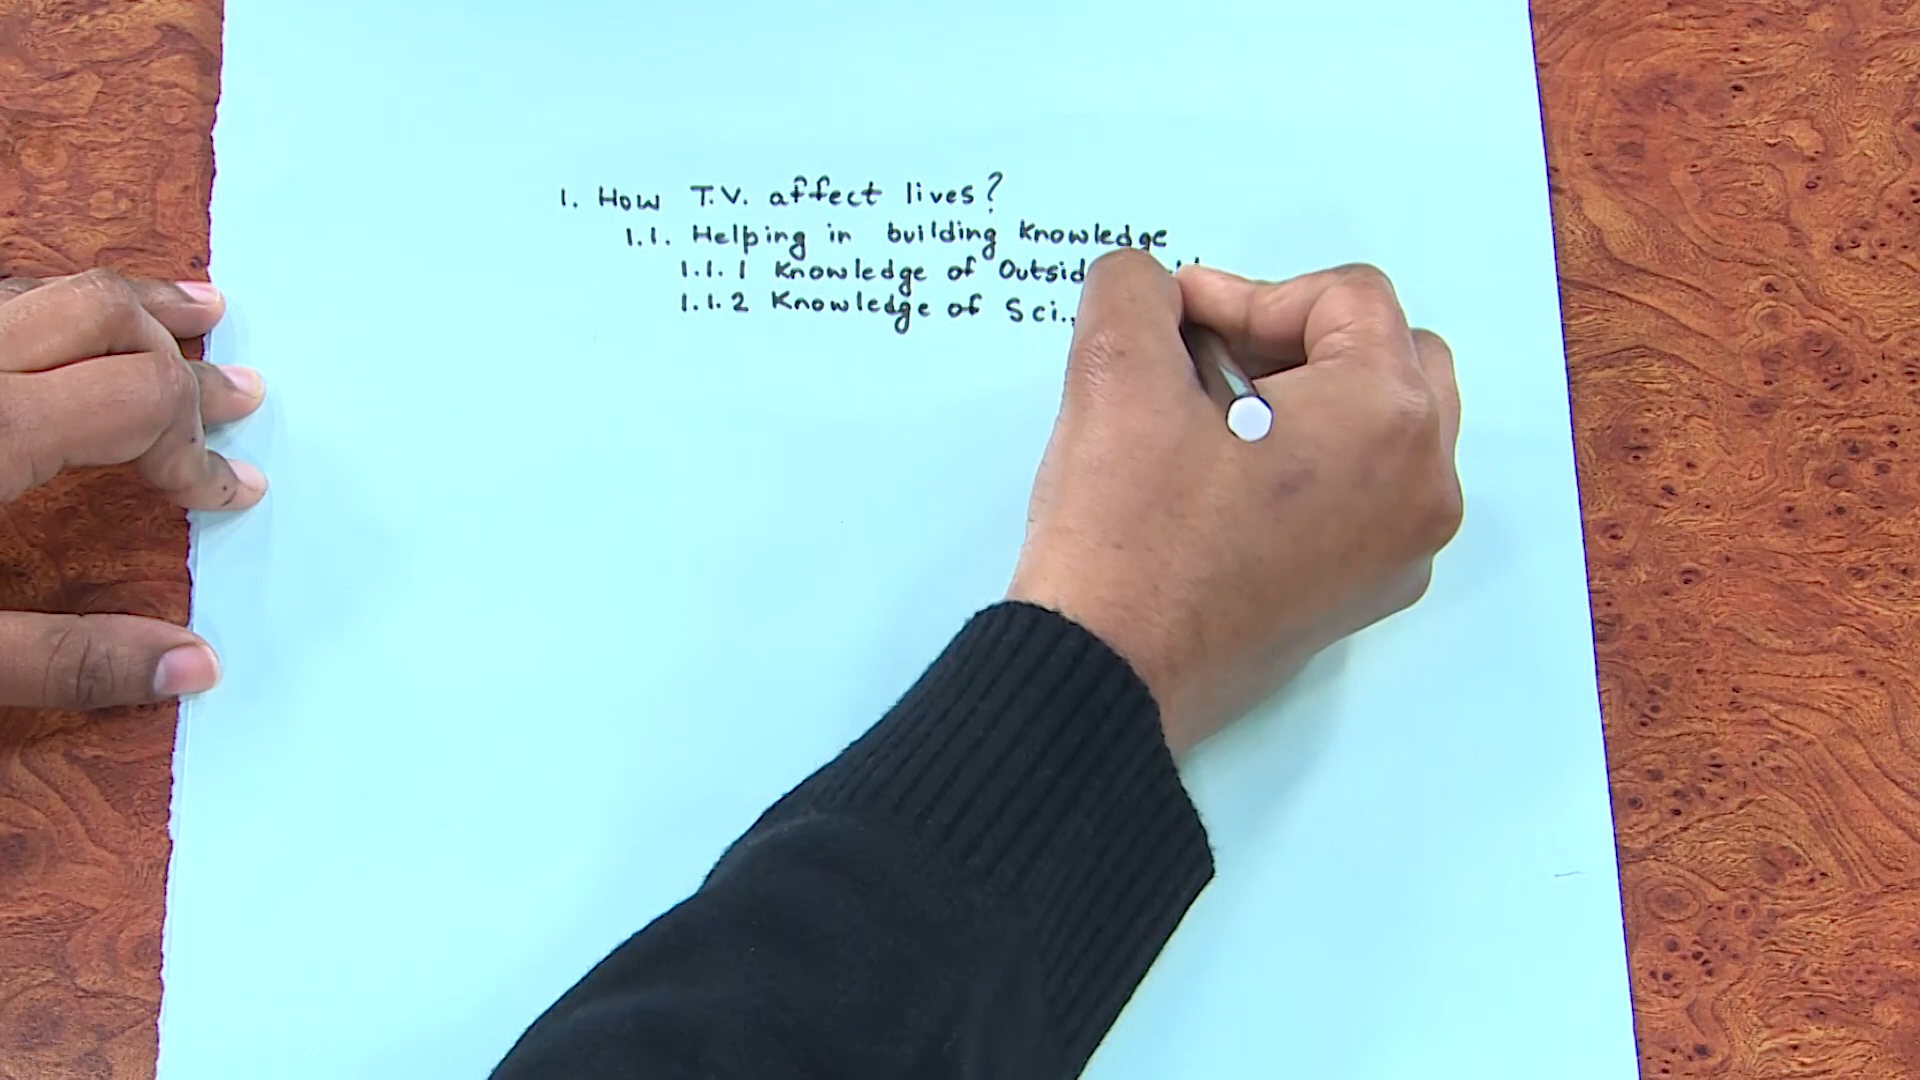 1. How T.V. affect lives?
1.1. Helping in building Knowledge
1.1.1 Knowledge of
1.1.2 Knowledge of Sci.,